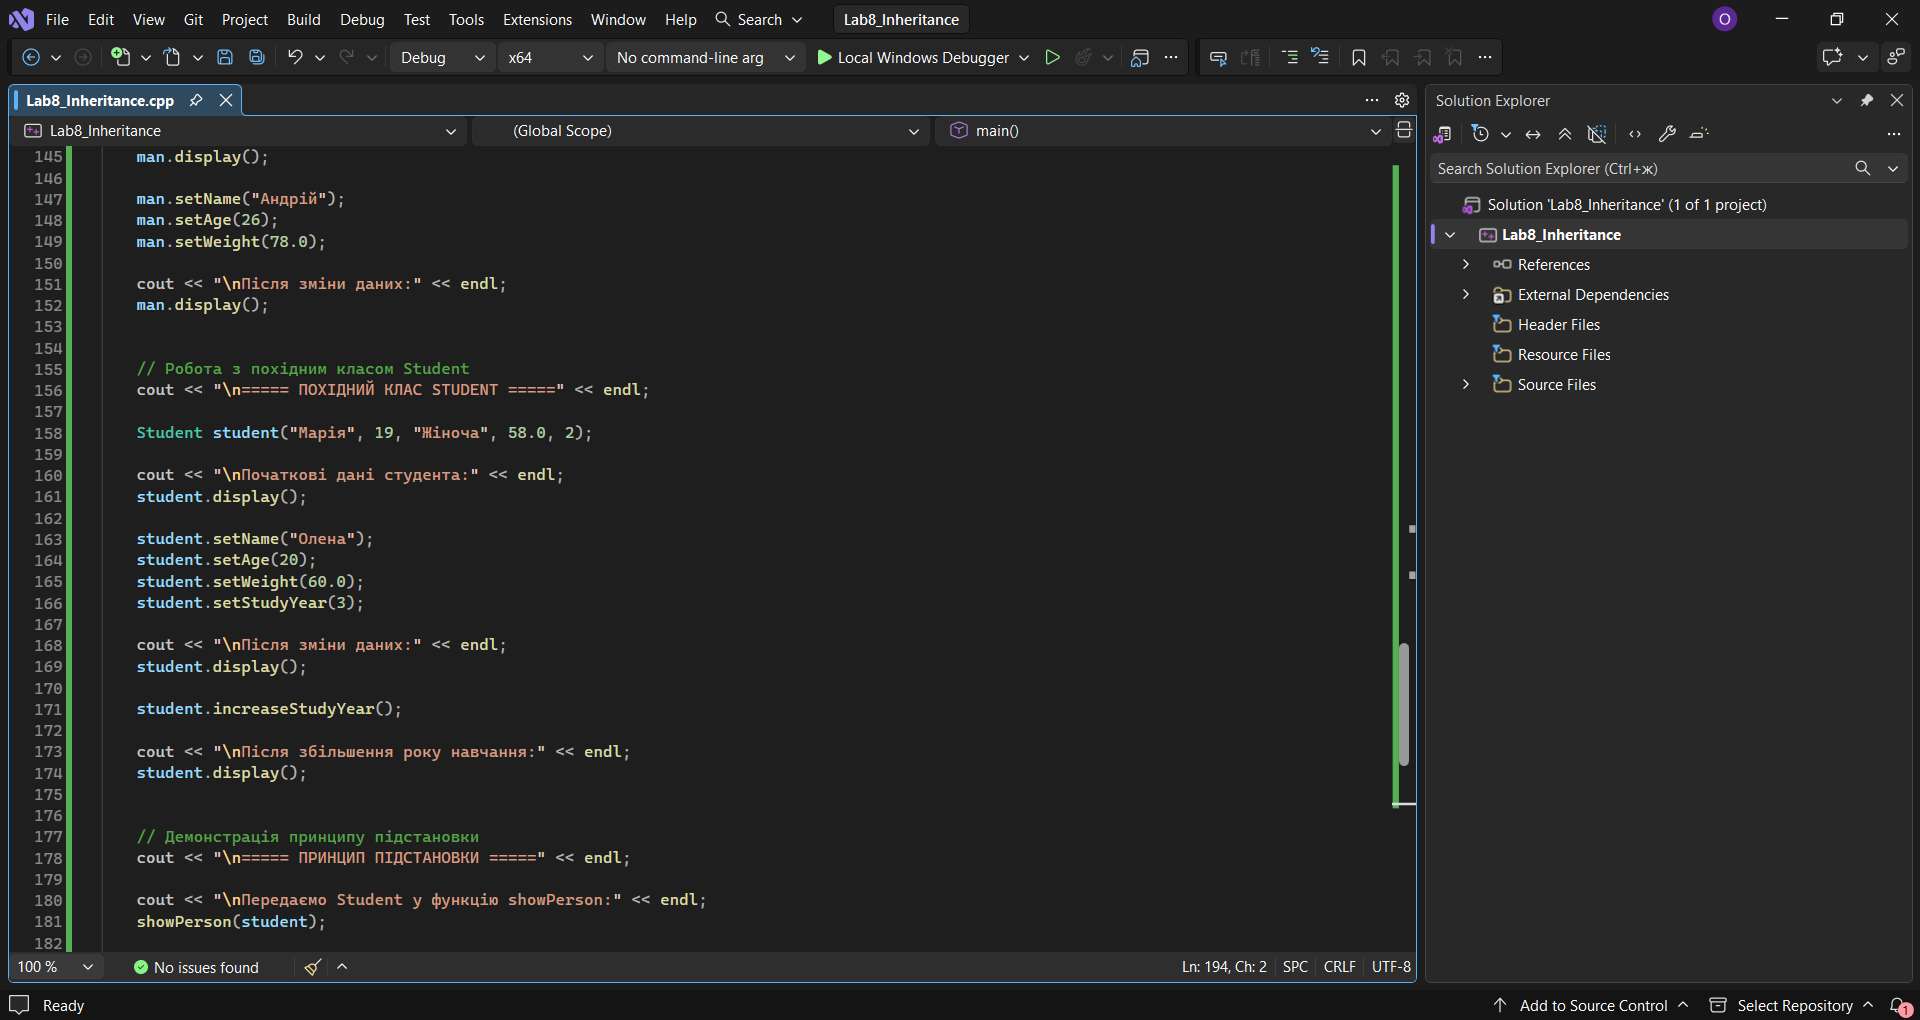 File Edit View Git Project Build Debug Test Tools Extensions Window Help Search Lab8_Inheritance O
Debug x64 No command-line arg Local Windows Debugger
Lab8_Inheritance.cpp
Lab8_Inheritance (Global Scope) main()
145 man.display();
146
147 man.setName("Андрій");
148 man.setAge(26);
149 man.setWeight(78.0);
150
151 cout << "\nПісля зміни даних:" << endl;
152 man.display();
153
154
155 // Робота з похідним класом Student
156 cout << "\n===== ПОХІДНИЙ КЛАС STUDENT =====" << endl;
157
158 Student student("Марія", 19, "Жіноча", 58.0, 2);
159
160 cout << "\nПочаткові дані студента:" << endl;
161 student.display();
162
163 student.setName("Олена");
164 student.setAge(20);
165 student.setWeight(60.0);
166 student.setStudyYear(3);
167
168 cout << "\nПісля зміни даних:" << endl;
169 student.display();
170
171 student.increaseStudyYear();
172
173 cout << "\nПісля збільшення року навчання:" << endl;
174 student.display();
175
176
177 // Демонстрація принципу підстановки
178 cout << "\n===== ПРИНЦИП ПІДСТАНОВКИ =====" << endl;
179
180 cout << "\nПередаємо Student у функцію showPerson:" << endl;
181 showPerson(student);
182
100 % No issues found Ln: 194, Ch: 2 SPC CRLF UTF-8
Solution Explorer
Search Solution Explorer (Ctrl+ж)
Solution 'Lab8_Inheritance' (1 of 1 project)
Lab8_Inheritance
References
External Dependencies
Header Files
Resource Files
Source Files
Ready Add to Source Control Select Repository 1